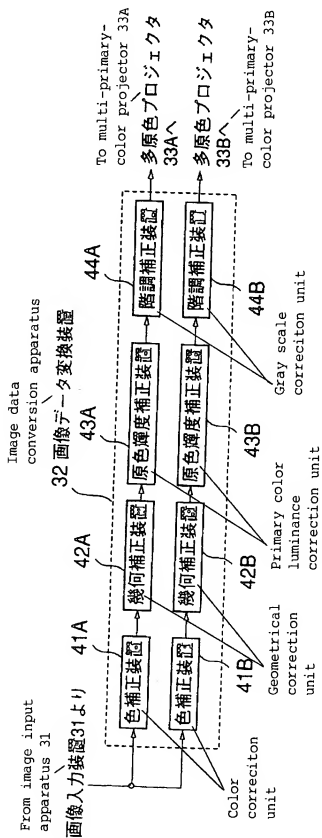 From image input
apparatus 31
画像入力装置31より
Image data
conversion apparatus
32 画像データ変換装置
41A
42A
43A
44A
色補正装置
幾何補正装置
原色輝度補正装置
階調補正装置
To multi-primary-
color projector 33A
多原色プロジェクタ
33Aへ
色補正装置
幾何補正装置
原色輝度補正装置
階調補正装置
多原色プロジェクタ
33Bへ
To multi-primary-
color projector 33B
41B
42B
43B
44B
Color correciton
unit
Geometrical
correction
unit
Primary color
luminance
correction unit
Gray scale
correciton unit